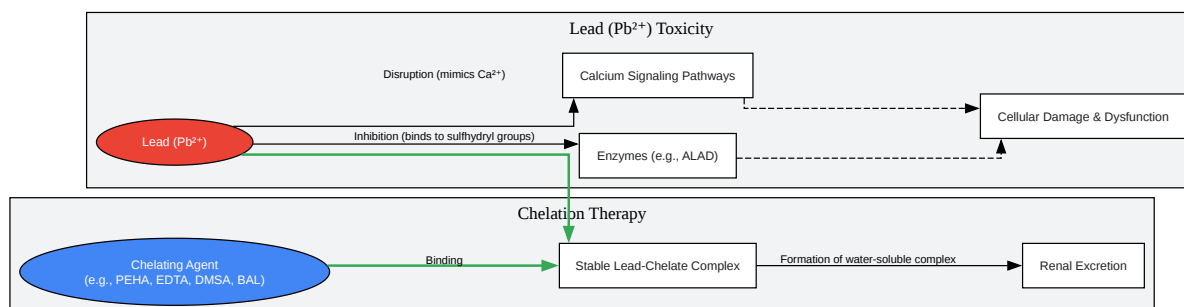 Lead (Pb²⁺) Toxicity
Disruption (mimics Ca²⁺)
Calcium Signaling Pathways
Cellular Damage & Dysfunction
Lead (Pb²⁺)
Inhibition (binds to sulfhydryl groups)
Enzymes (e.g., ALAD)
Chelation Therapy
Chelating Agent
(e.g., PEHA, EDTA, DMSA, BAL)
Binding
Stable Lead-Chelate Complex
Formation of water-soluble complex
Renal Excretion